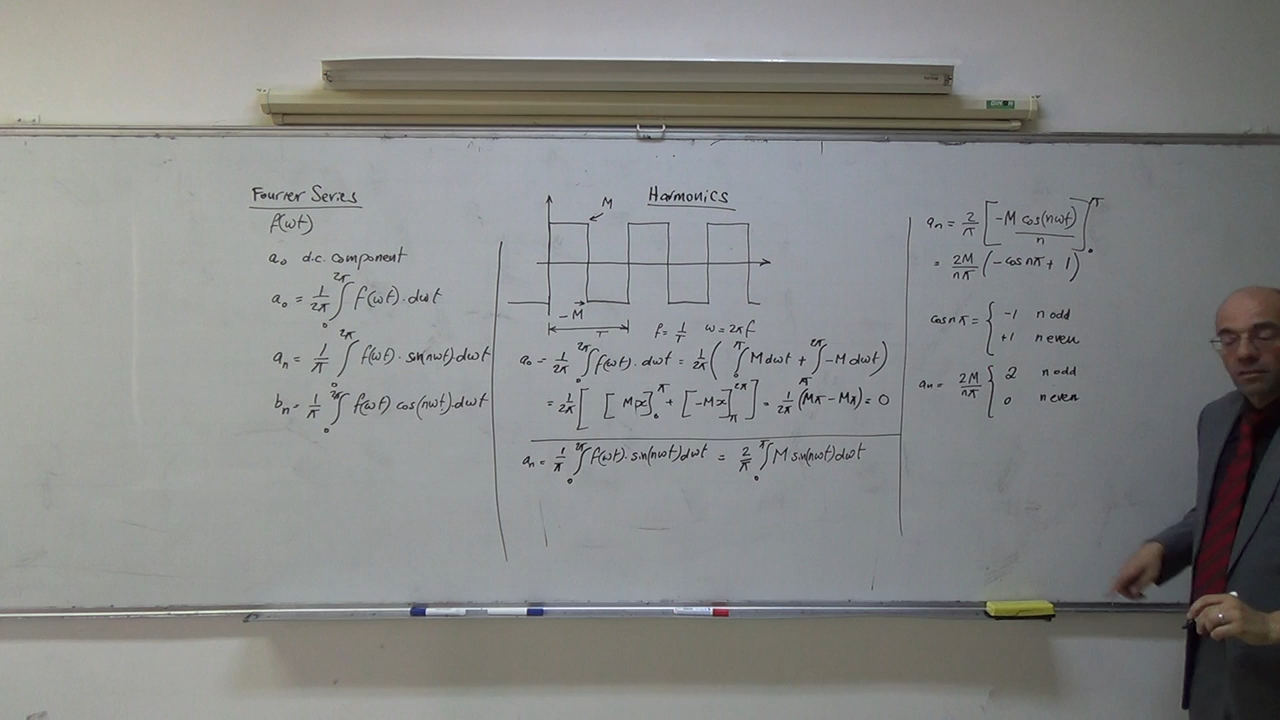 Fourier Series
f(ωt)
a₀ d.c. component
a₀ = 1/2π ∫₀^2π f(ωt).dωt
aₙ = 1/π ∫₀^2π f(ωt).sin(nωt).dωt
bₙ = 1/π ∫₀^2π f(ωt) cos(nωt).dωt
Harmonics
M
-M
T
f = 1/T ω = 2πf
a₀ = 1/2π ∫₀^2π f(ωt).dωt = 1/2π ( ∫₀^π M dωt + ∫π^2π -M dωt )
= 1/2π [ [Mx]₀^π + [-Mx]π^2π ] = 1/2π (Mπ - Mπ) = 0
aₙ = 1/π ∫₀^2π f(ωt).sin(nωt)dωt = 2/π ∫₀^π M sin(nωt)dωt
aₙ = 2/π [ -M cos(nωt)/n ]₀^π
= 2M/nπ (-cos nπ + 1)
cos nπ = { -1 n odd
+1 n even
aₙ = 2M/nπ { 2 n odd
0 n even